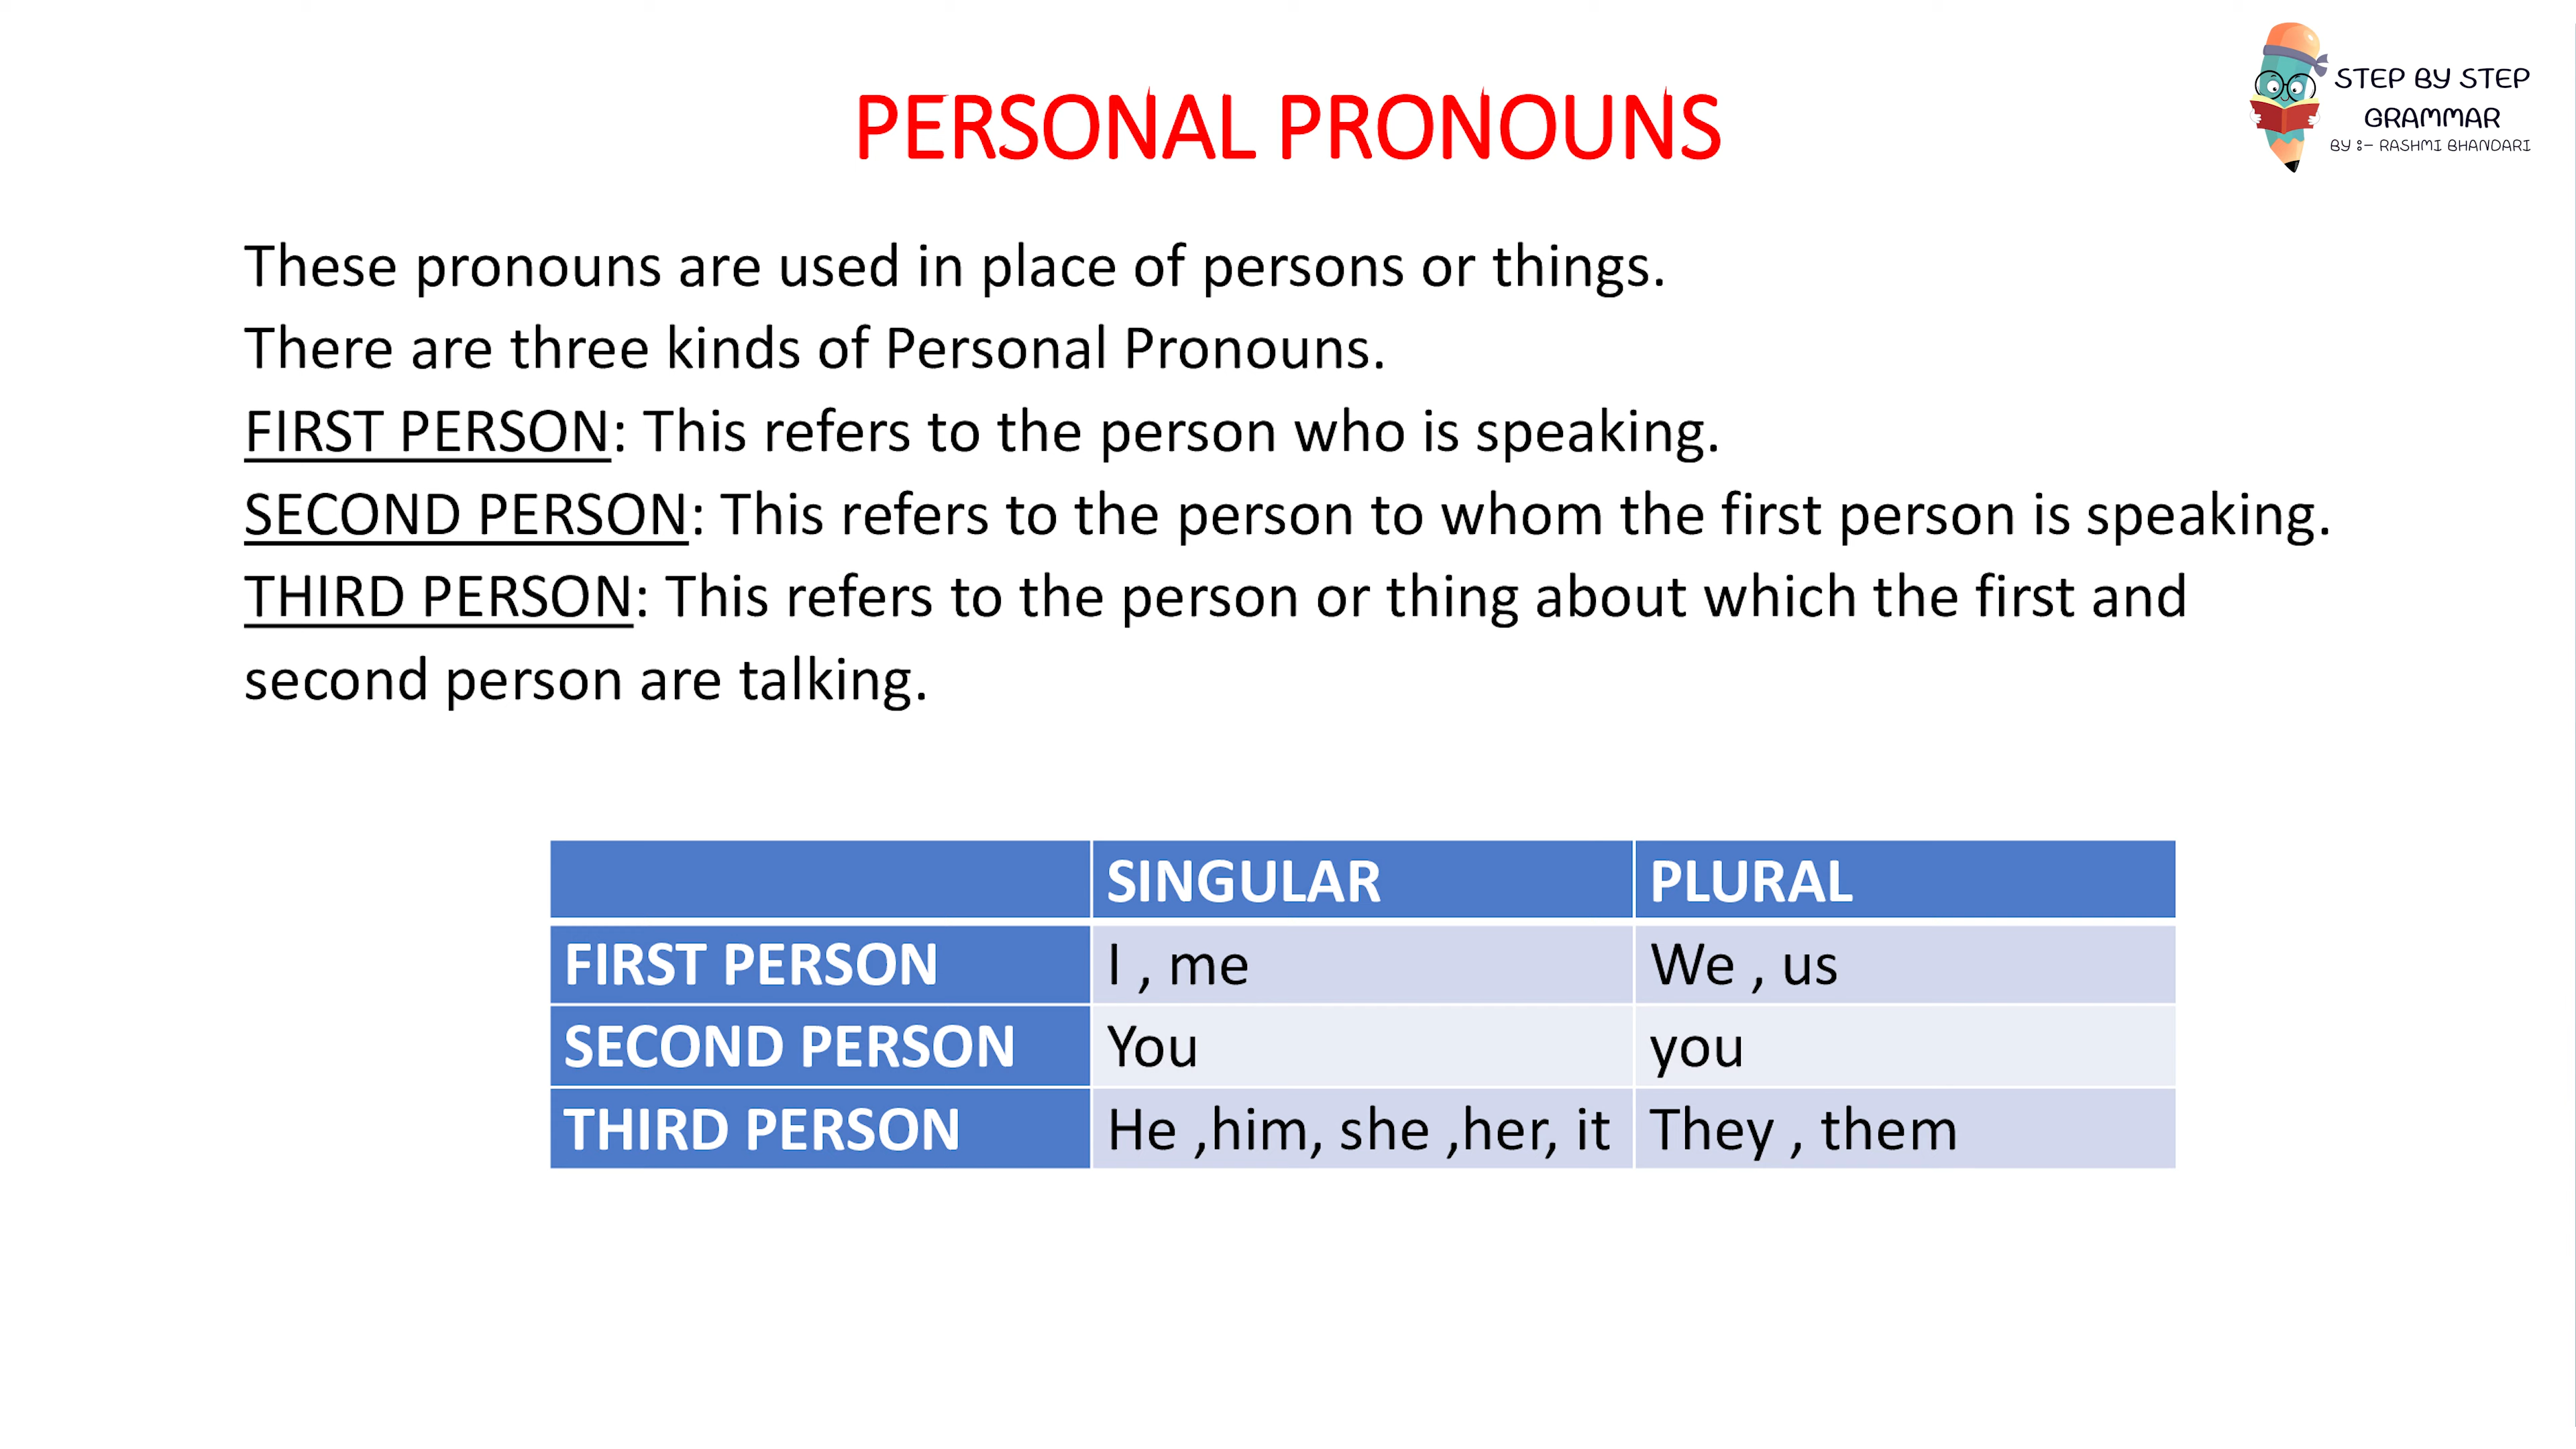 STEP BY STEP
GRAMMAR
BY :- RASHMI BHANDARI
PERSONAL PRONOUNS
These pronouns are used in place of persons or things.
There are three kinds of Personal Pronouns.
FIRST PERSON: This refers to the person who is speaking.
SECOND PERSON: This refers to the person to whom the first person is speaking.
THIRD PERSON: This refers to the person or thing about which the first and
second person are talking.
SINGULAR PLURAL
FIRST PERSON I , me We , us
SECOND PERSON You you
THIRD PERSON He ,him, she ,her, it They , them